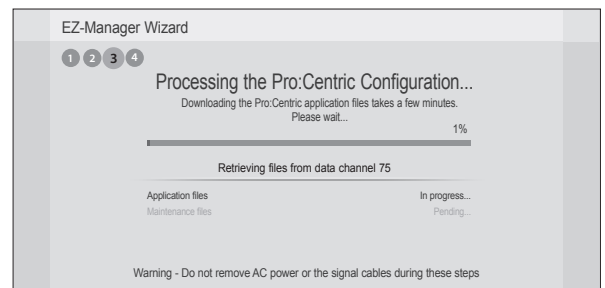 EZ-Manager Wizard
1 2 3 4
Processing the Pro:Centric Configuration...
Downloading the Pro:Centric application files takes a few minutes.
Please wait...
1%
Retrieving files from data channel 75
Application files In progress...
Maintenance files Pending...
Warning - Do not remove AC power or the signal cables during these steps